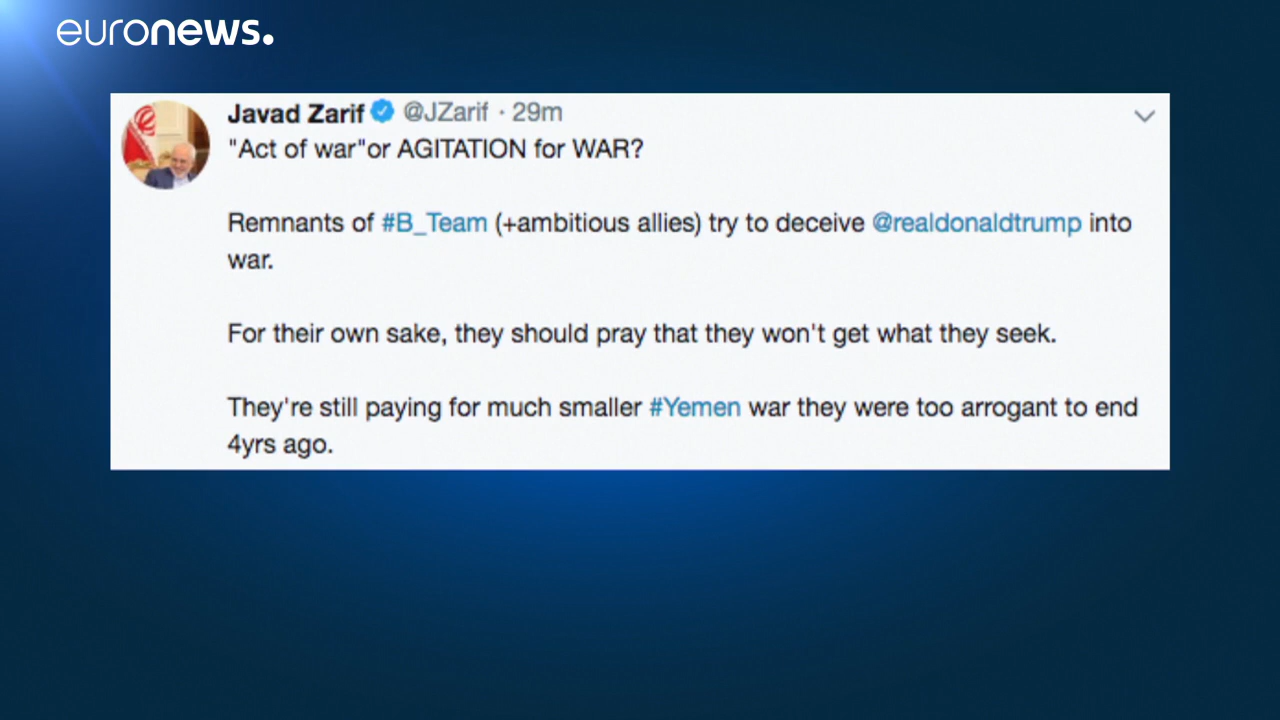 euronews.
Javad Zarif @JZarif · 29m
"Act of war"or AGITATION for WAR?
Remnants of #B_Team (+ambitious allies) try to deceive @realdonaldtrump into
war.
For their own sake, they should pray that they won't get what they seek.
They're still paying for much smaller #Yemen war they were too arrogant to end
4yrs ago.